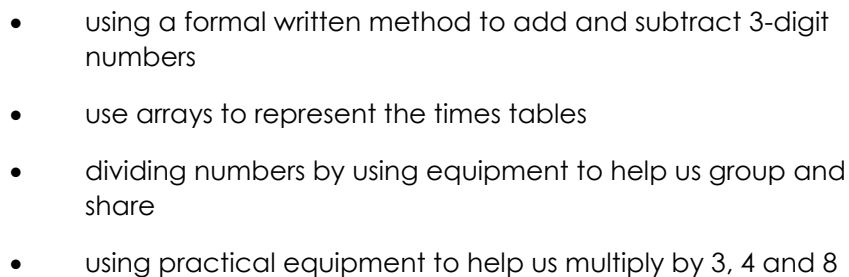 • using a formal written method to add and subtract 3-digit
numbers
• use arrays to represent the times tables
• dividing numbers by using equipment to help us group and
share
• using practical equipment to help us multiply by 3, 4 and 8